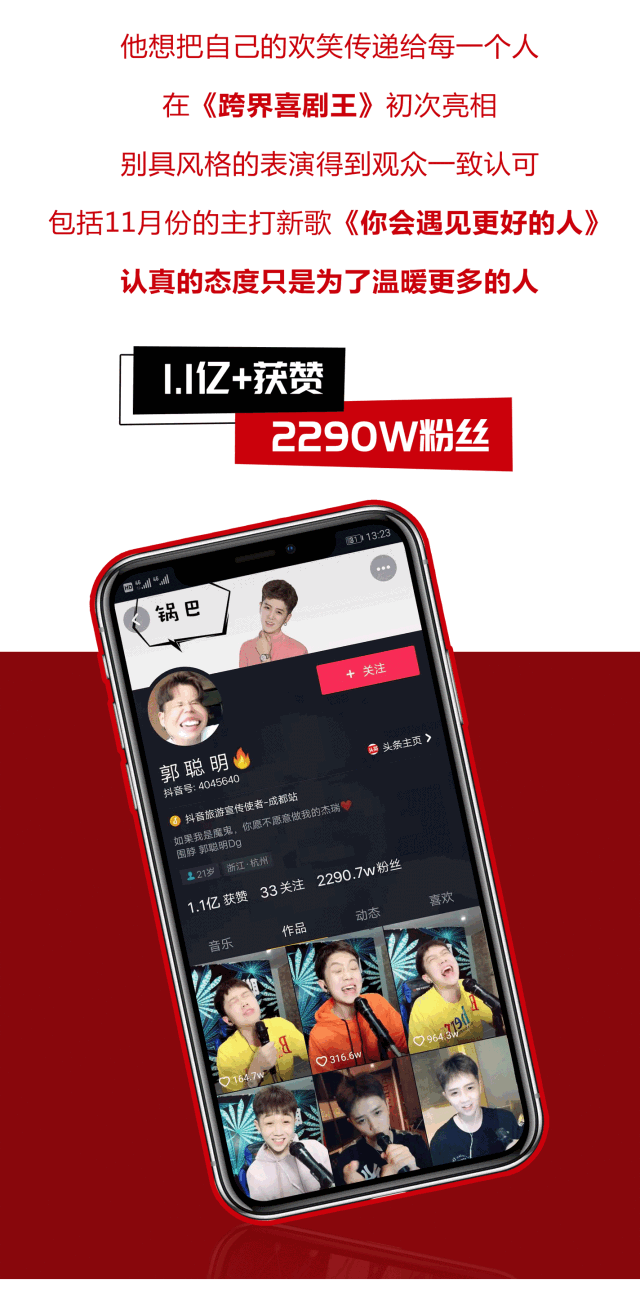 他想把自己的欢笑传递给每一个人
在《跨界喜剧王》初次亮相
别具风格的表演得到观众一致认可
包括11月份的主打新歌《你会遇见更好的人》
认真的态度只是为了温暖更多的人
1.1亿+获赞
2290W粉丝
HD 4G 4G 13:23
锅巴
+ 关注
郭聪明🔥
抖音号: 4045640
头条 头条主页
抖音旅游宣传使者-成都站
如果我是魔鬼，你愿不愿意做我的杰瑞❤
围脖 郭聪明Dg
21岁 浙江·杭州
1.1亿 获赞 33 关注 2290.7w 粉丝
音乐 作品 动态 喜欢
164.7w 316.6w 964.3w